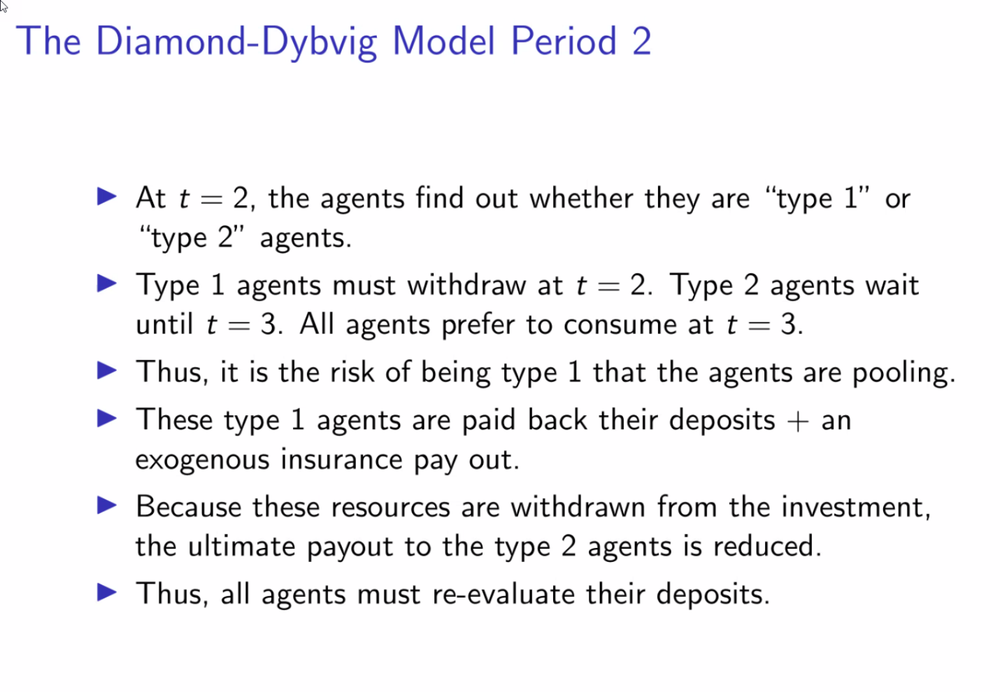 The Diamond-Dybvig Model Period 2
▶ At t = 2, the agents find out whether they are “type 1” or
“type 2” agents.
▶ Type 1 agents must withdraw at t = 2. Type 2 agents wait
until t = 3. All agents prefer to consume at t = 3.
▶ Thus, it is the risk of being type 1 that the agents are pooling.
▶ These type 1 agents are paid back their deposits + an
exogenous insurance pay out.
▶ Because these resources are withdrawn from the investment,
the ultimate payout to the type 2 agents is reduced.
▶ Thus, all agents must re-evaluate their deposits.